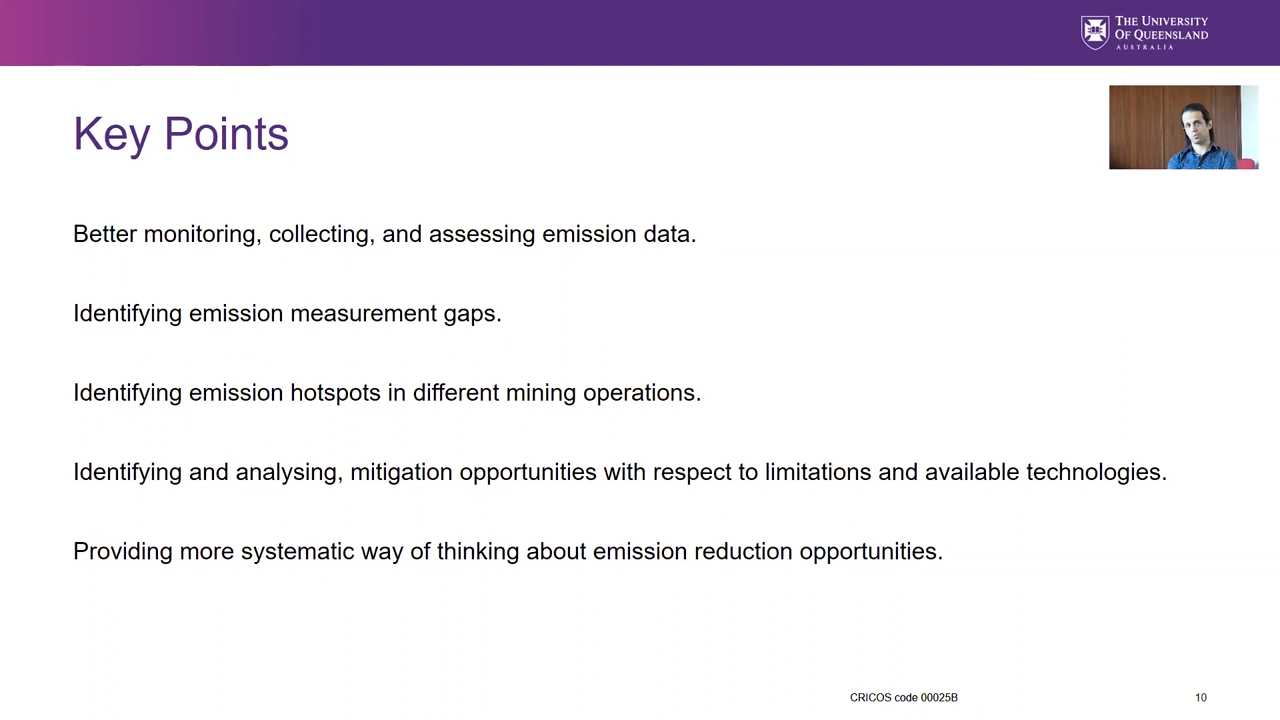 THE UNIVERSITY
OF QUEENSLAND
AUSTRALIA
Key Points
Better monitoring, collecting, and assessing emission data.
Identifying emission measurement gaps.
Identifying emission hotspots in different mining operations.
Identifying and analysing, mitigation opportunities with respect to limitations and available technologies.
Providing more systematic way of thinking about emission reduction opportunities.
CRICOS code 00025B
10